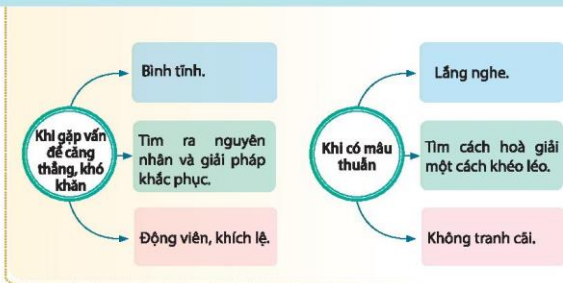 Khi gặp vấn
đề căng
thẳng, khó
khăn
Bình tĩnh.
Tìm ra nguyên
nhân và giải pháp
khắc phục.
Động viên, khích lệ.
Khi có mâu
thuẫn
Lắng nghe.
Tìm cách hoà giải
một cách khéo léo.
Không tranh cãi.